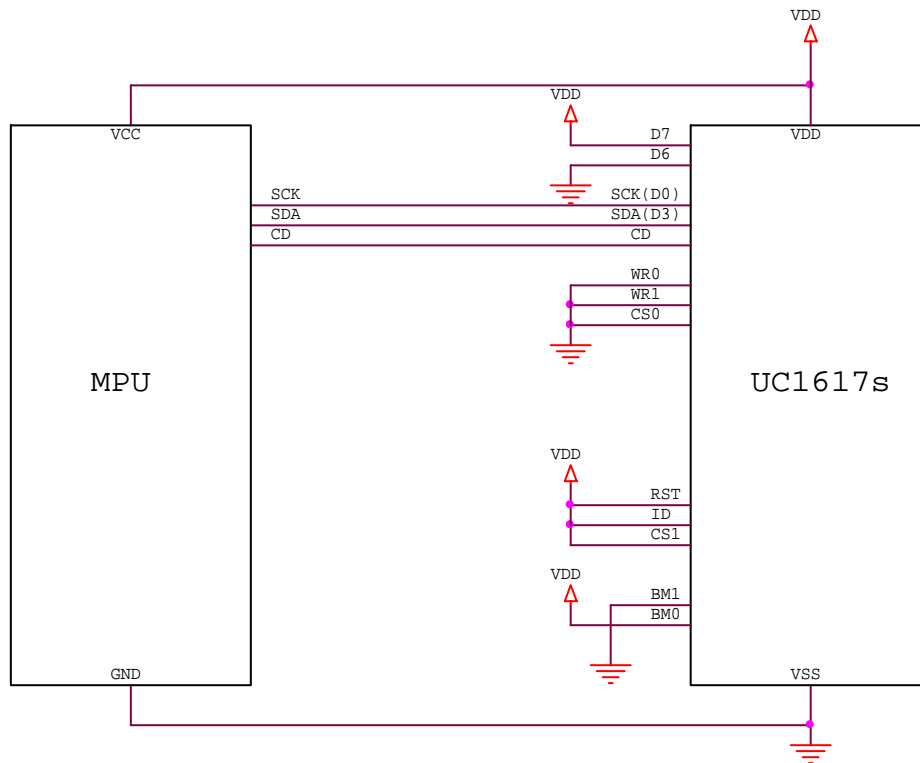 VDD
VDD
VCC
VDD
D7
D6
SCK
SCK(D0)
SDA
SDA(D3)
CD
CD
WR0
WR1
CS0
MPU
UC1617s
VDD
RST
ID
CS1
VDD
BM1
BM0
GND
VSS